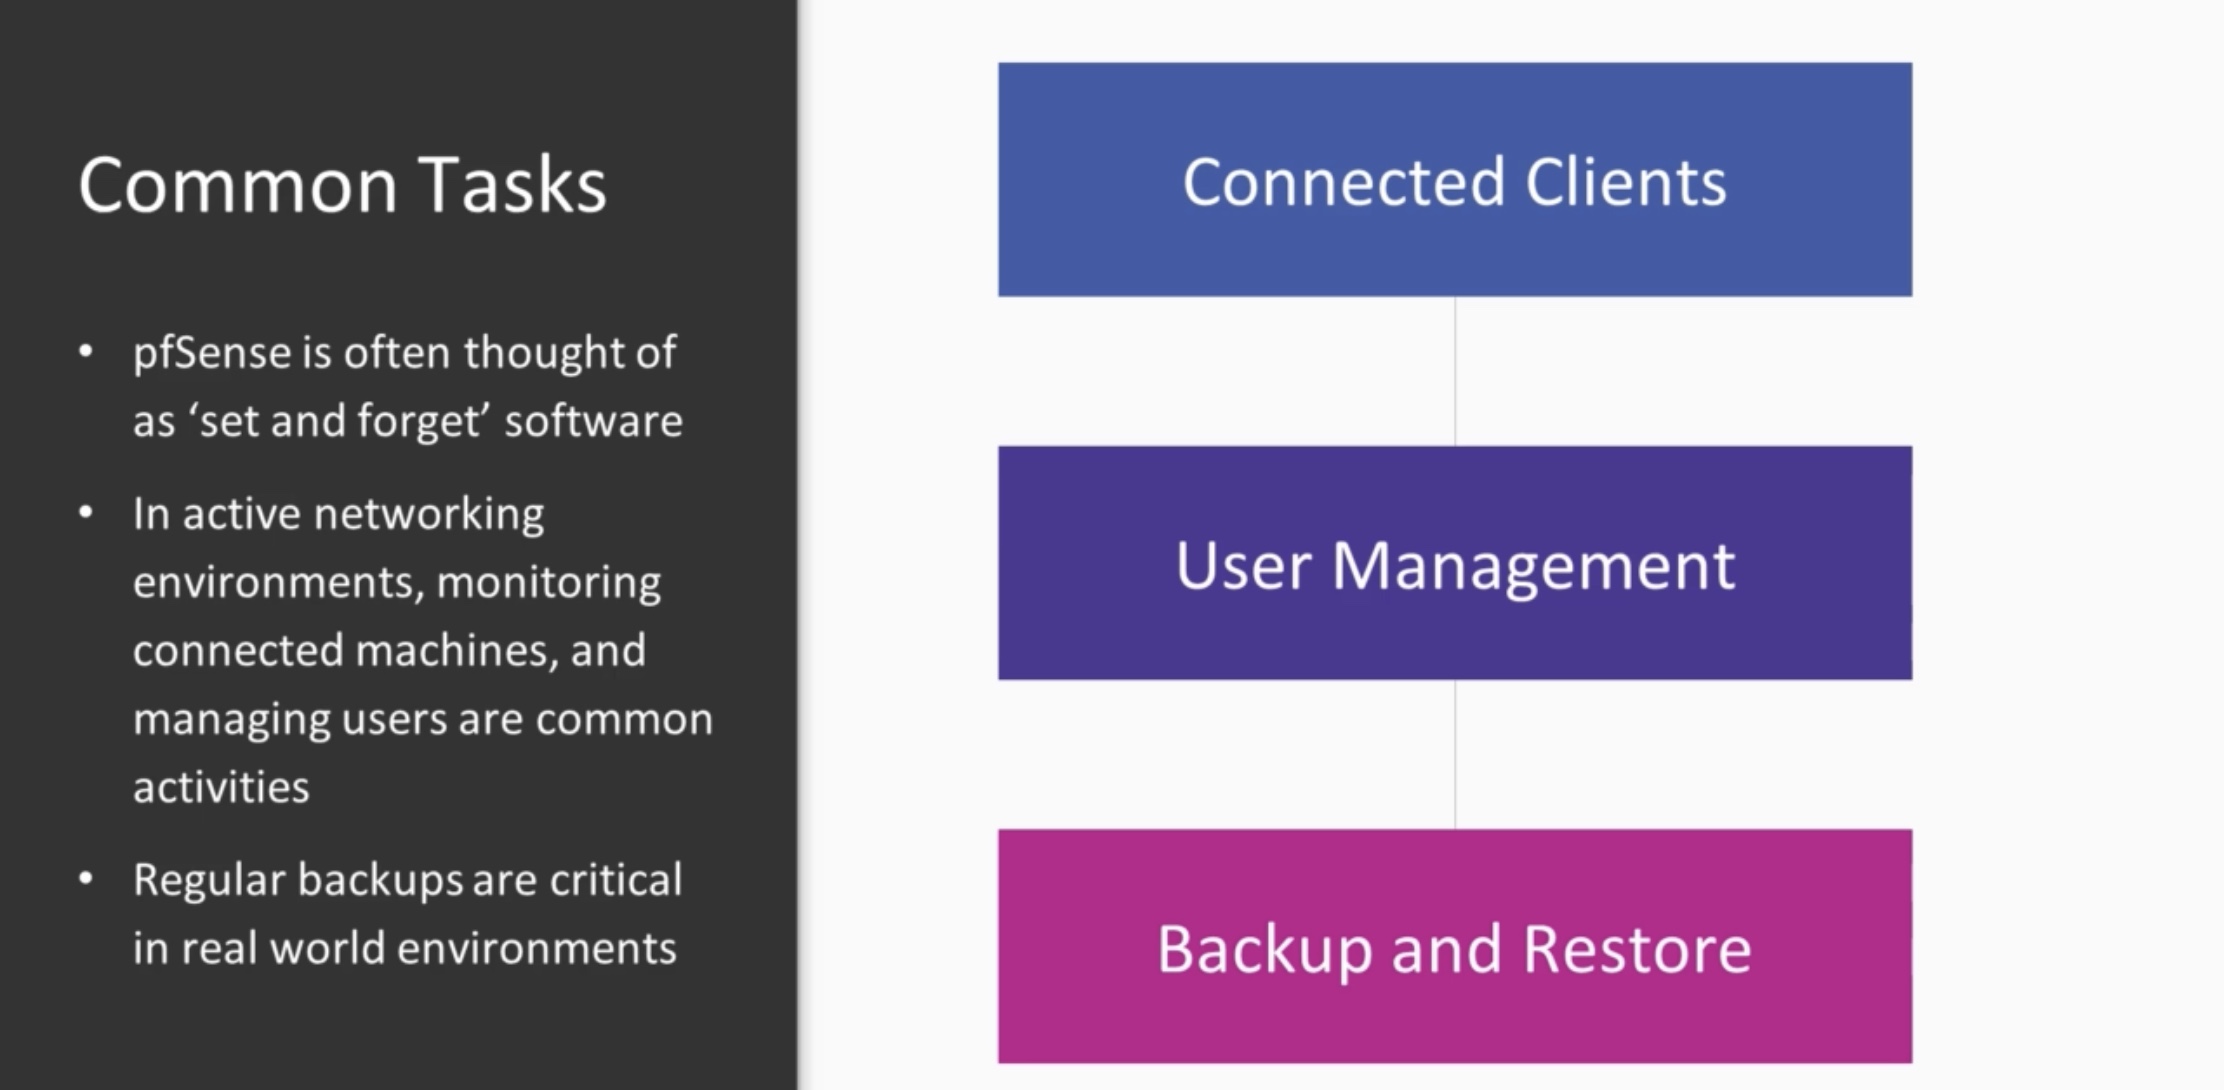 Common Tasks
• pfSense is often thought of
as ‘set and forget’ software
• In active networking
environments, monitoring
connected machines, and
managing users are common
activities
• Regular backups are critical
in real world environments
Connected Clients
User Management
Backup and Restore